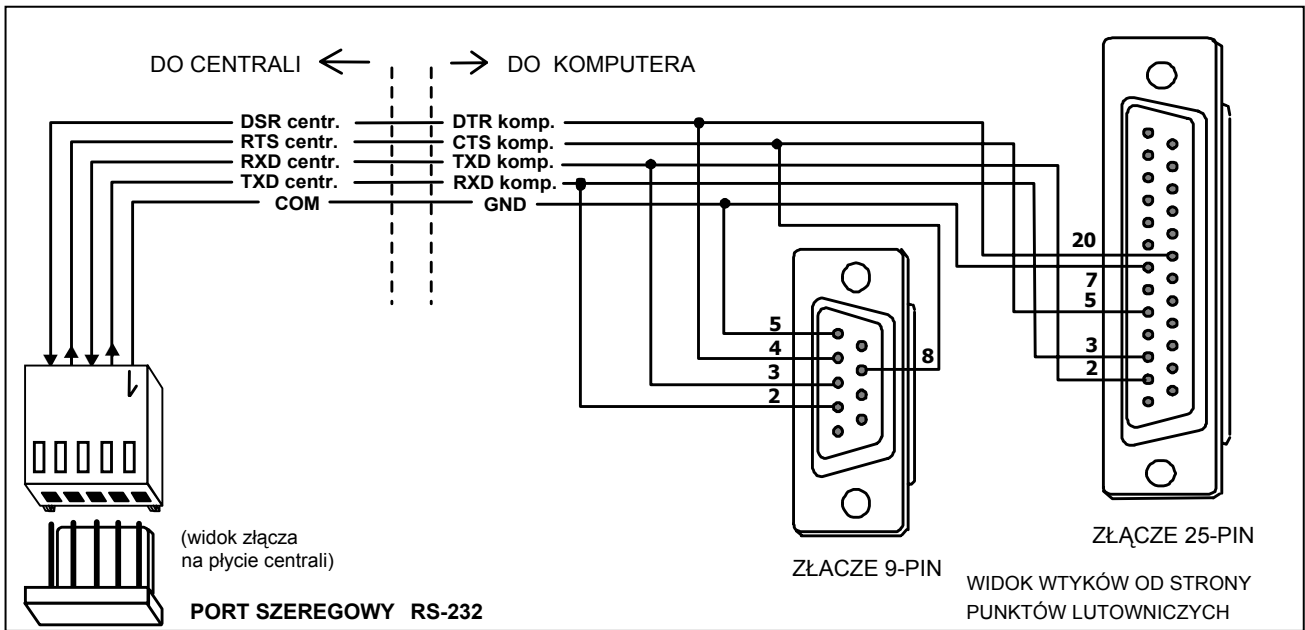 DO CENTRALI
DO KOMPUTERA
DSR centr. DTR komp.
RTS centr. CTS komp.
RXD centr. TXD komp.
TXD centr. RXD komp.
COM GND
20
7
5
3
2
5
4
3
2
8
(widok złącza
na płycie centrali)
PORT SZEREGOWY RS-232
ZŁACZE 9-PIN
ZŁĄCZE 25-PIN
WIDOK WTYKÓW OD STRONY
PUNKTÓW LUTOWNICZYCH